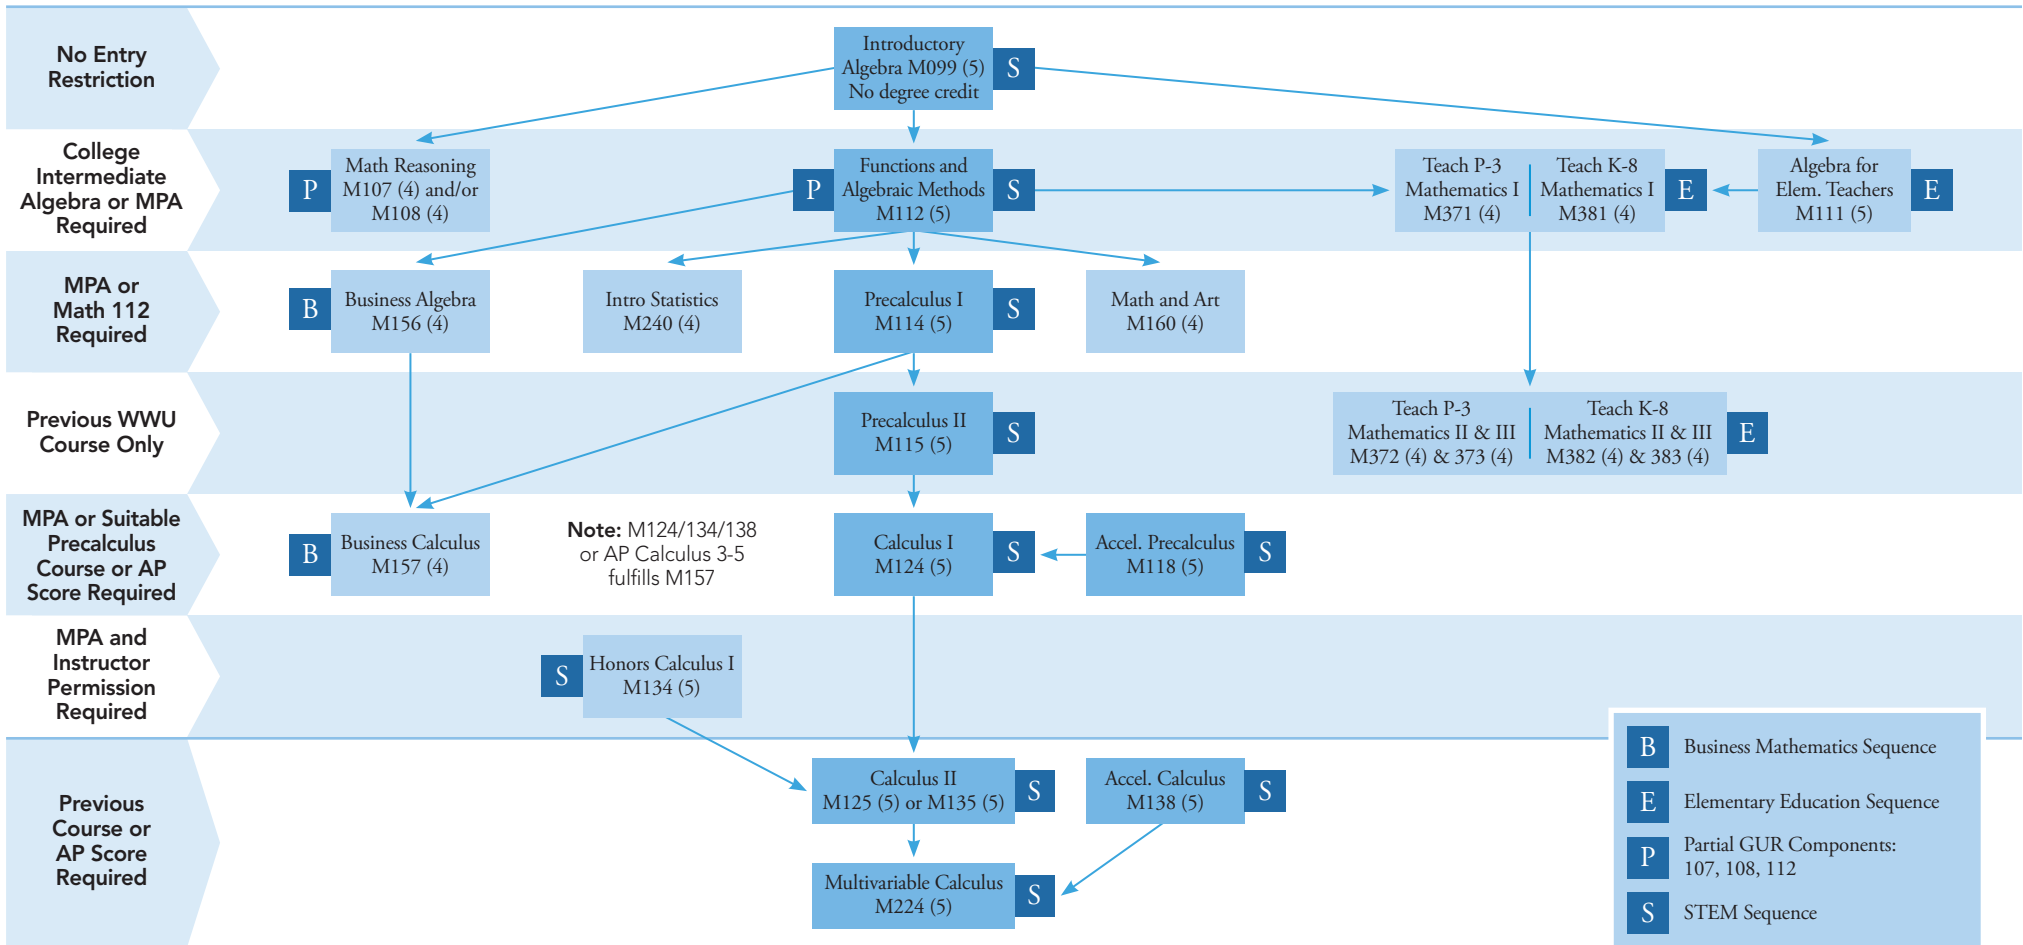 No Entry
Restriction
Introductory
Algebra M099 (5)
No degree credit
S
College
Intermediate
Algebra or MPA
Required
P
Math Reasoning
M107 (4) and/or
M108 (4)
P
Functions and
Algebraic Methods
M112 (5)
S
Teach P-3
Mathematics I
M371 (4)
Teach K-8
Mathematics I
M381 (4)
E
Algebra for
Elem. Teachers
M111 (5)
E
MPA or
Math 112
Required
B
Business Algebra
M156 (4)
Intro Statistics
M240 (4)
Precalculus I
M114 (5)
S
Math and Art
M160 (4)
Previous WWU
Course Only
Precalculus II
M115 (5)
S
Teach P-3
Mathematics II & III
M372 (4) & 373 (4)
Teach K-8
Mathematics II & III
M382 (4) & 383 (4)
E
MPA or Suitable
Precalculus
Course or AP
Score Required
B
Business Calculus
M157 (4)
Note: M124/134/138
or AP Calculus 3-5
fulfills M157
Calculus I
M124 (5)
S
Accel. Precalculus
M118 (5)
S
MPA and
Instructor
Permission
Required
S
Honors Calculus I
M134 (5)
Previous
Course or
AP Score
Required
Calculus II
M125 (5) or M135 (5)
S
Accel. Calculus
M138 (5)
S
Multivariable Calculus
M224 (5)
S
B
Business Mathematics Sequence
E
Elementary Education Sequence
P
Partial GUR Components:
107, 108, 112
S
STEM Sequence